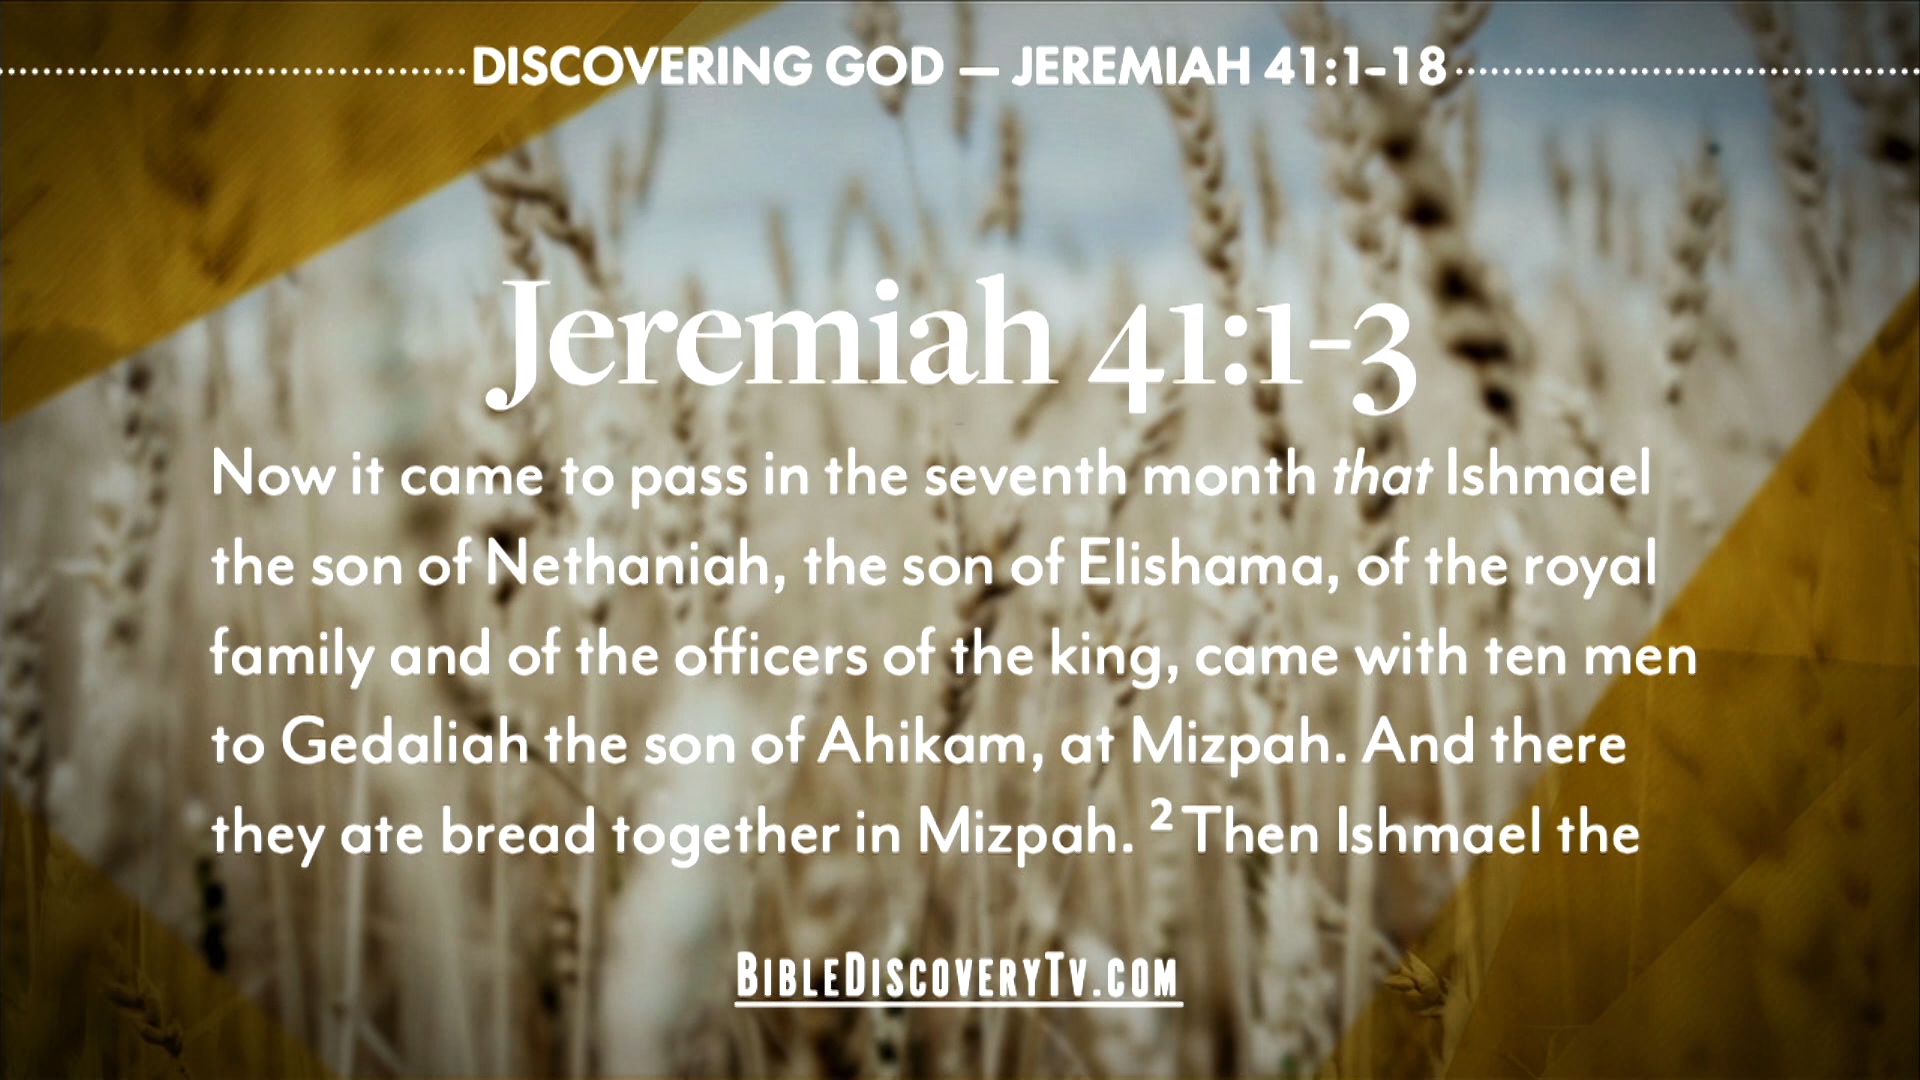 DISCOVERING GOD — JEREMIAH 41:1-18
Jeremiah 41:1-3
Now it came to pass in the seventh month that Ishmael
the son of Nethaniah, the son of Elishama, of the royal
family and of the officers of the king, came with ten men
to Gedaliah the son of Ahikam, at Mizpah. And there
they ate bread together in Mizpah. ² Then Ishmael the
BIBLEDISCOVERYTV.COM